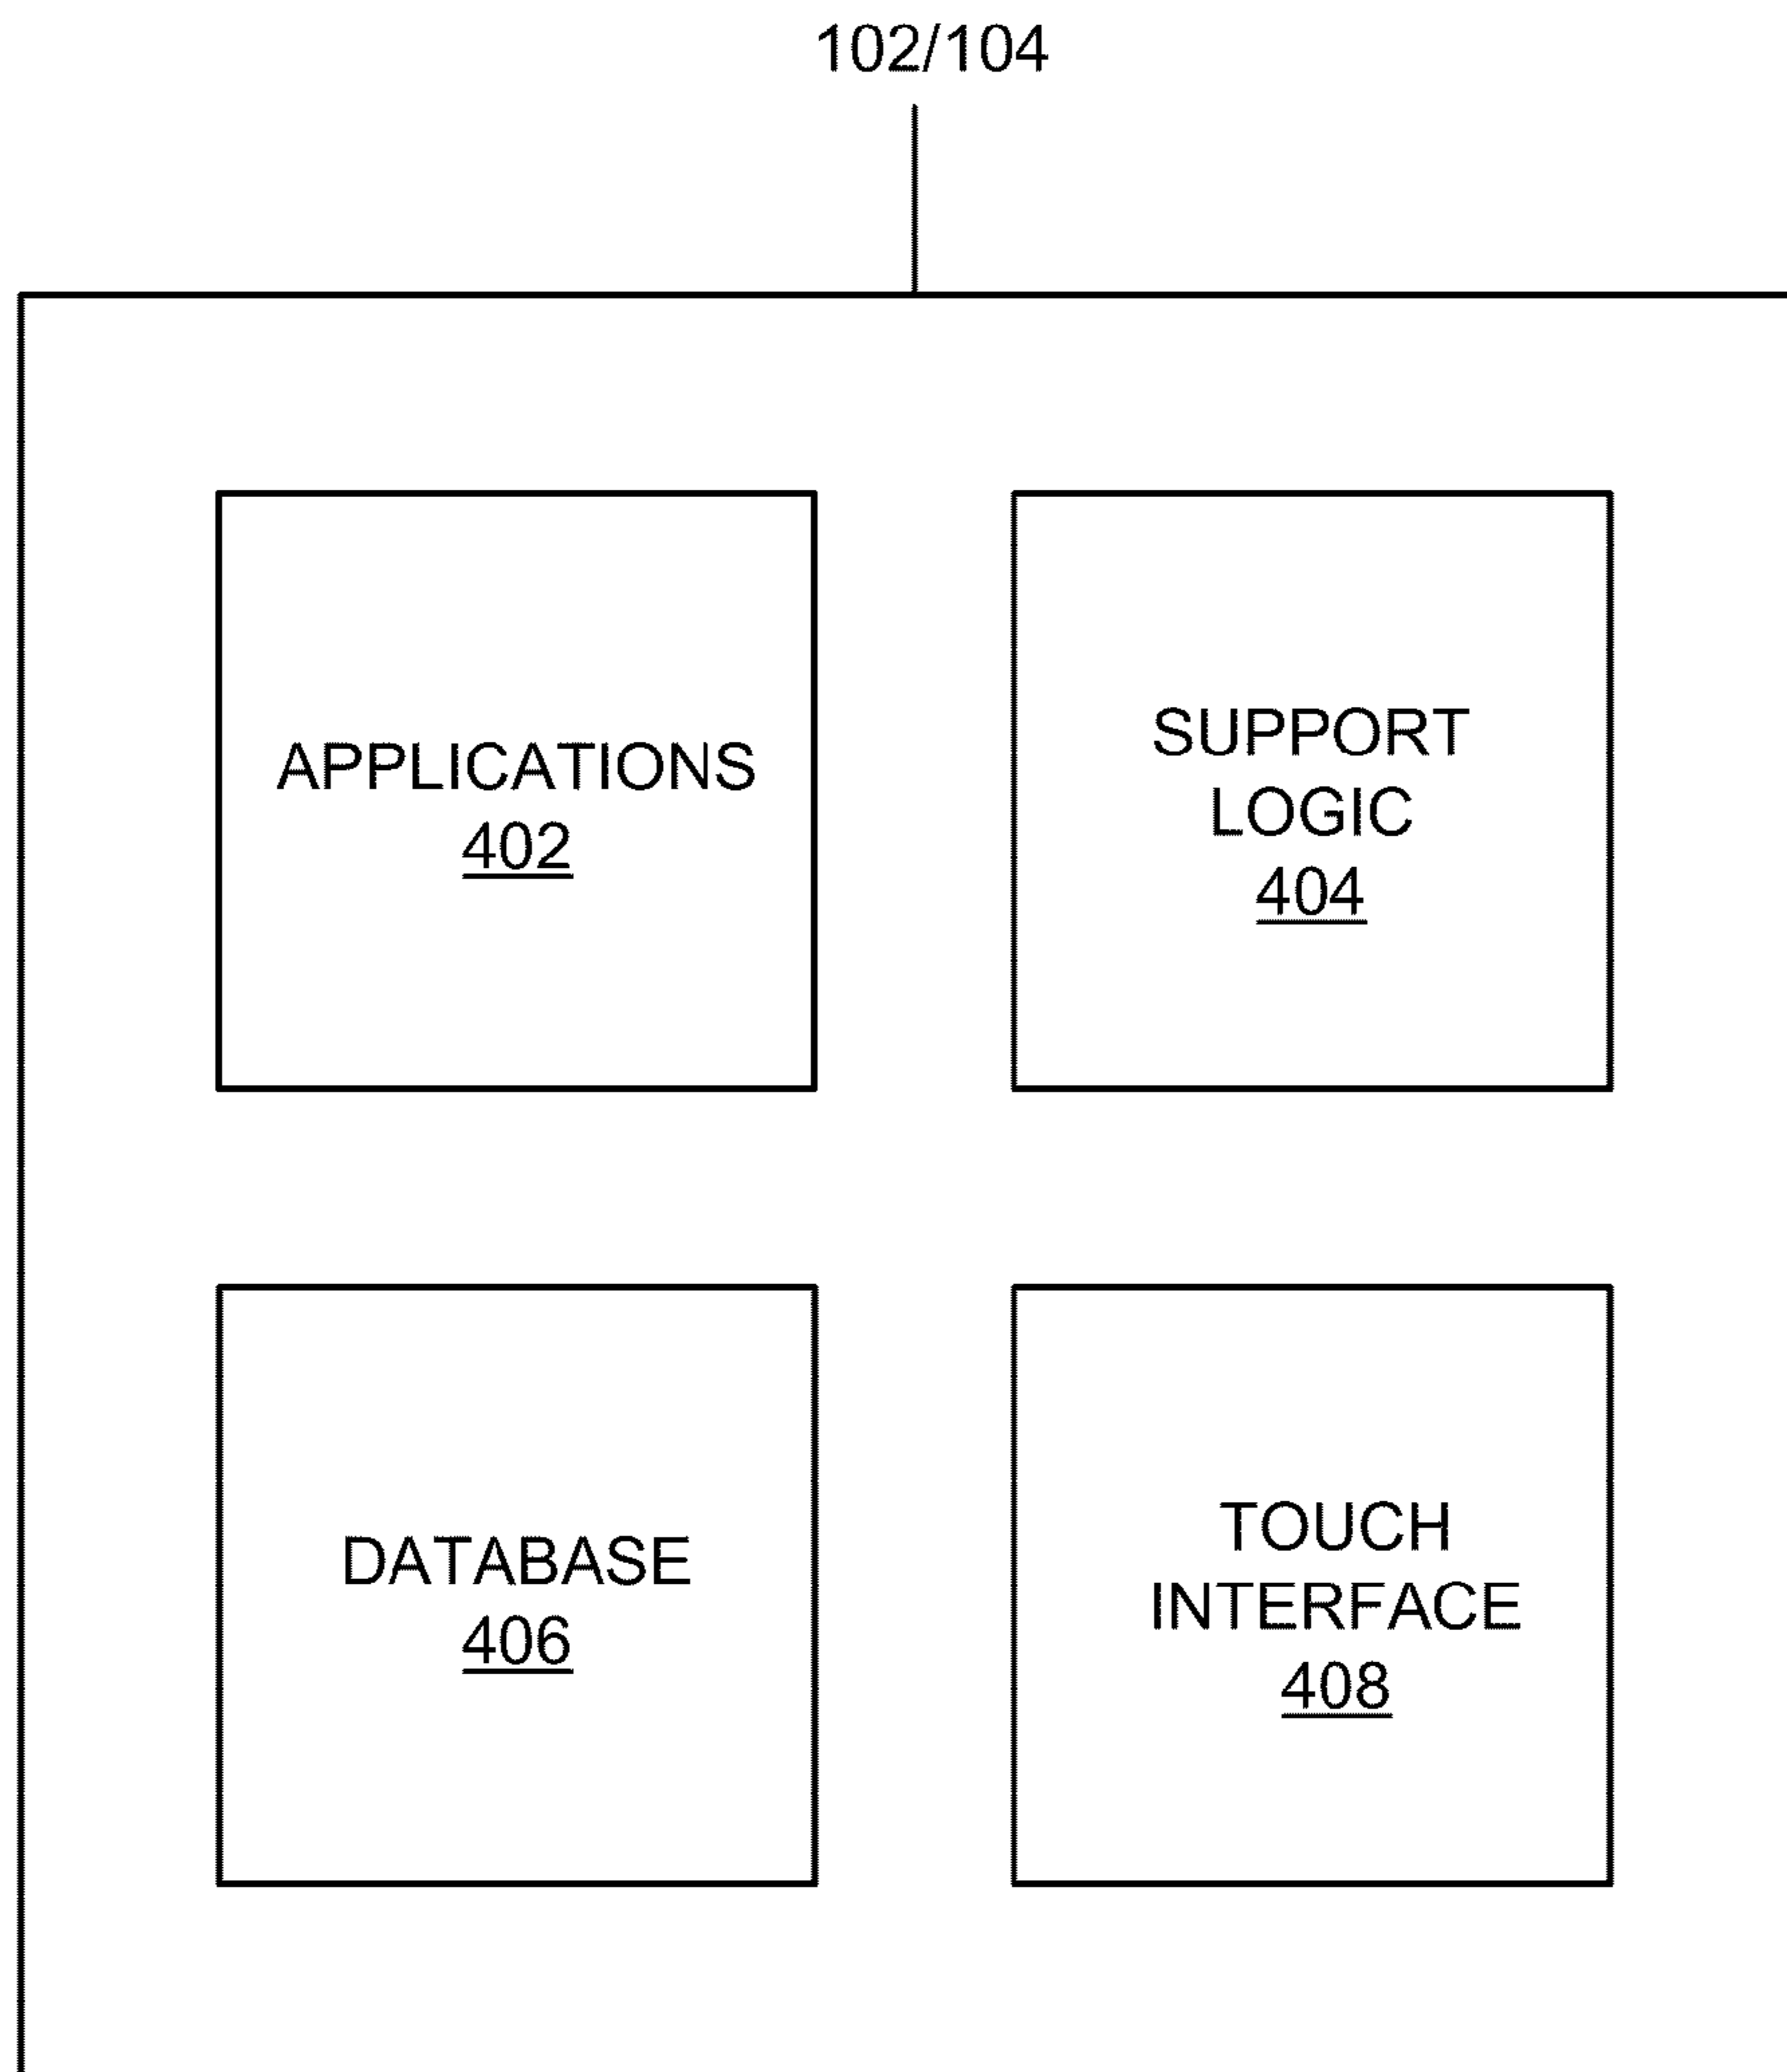 102/104
APPLICATIONS
402
SUPPORT
LOGIC
404
DATABASE
406
TOUCH
INTERFACE
408